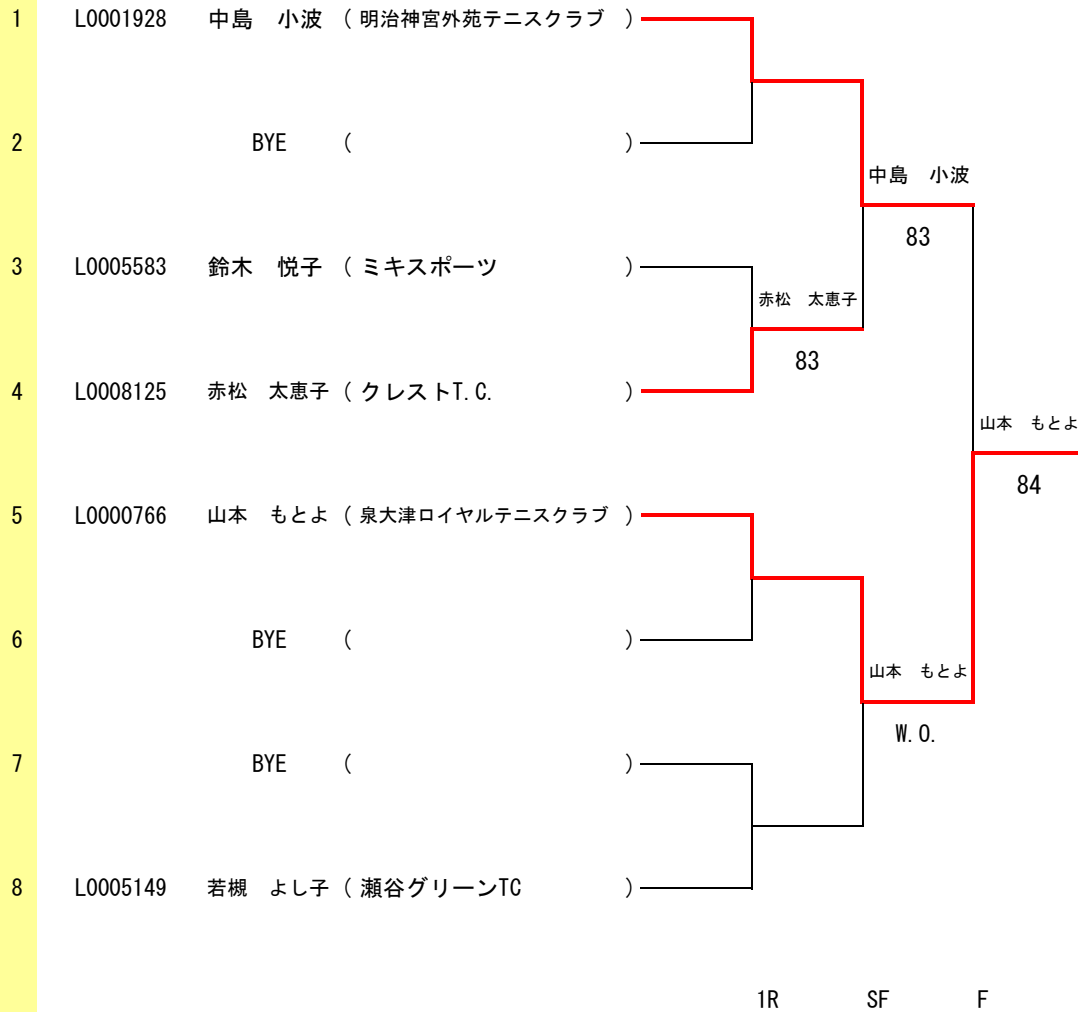 1 L0001928 中島　小波 ( 明治神宮外苑テニスクラブ )
2 BYE ( )
中島　小波
83
3 L0005583 鈴木　悦子 ( ミキスポーツ )
赤松　太恵子
83
4 L0008125 赤松　太恵子 ( クレストT.C. )
山本　もとよ
84
5 L0000766 山本　もとよ ( 泉大津ロイヤルテニスクラブ )
6 BYE ( )
山本　もとよ
W.O.
7 BYE ( )
8 L0005149 若槻　よし子 ( 瀬谷グリーンTC )
1R SF F